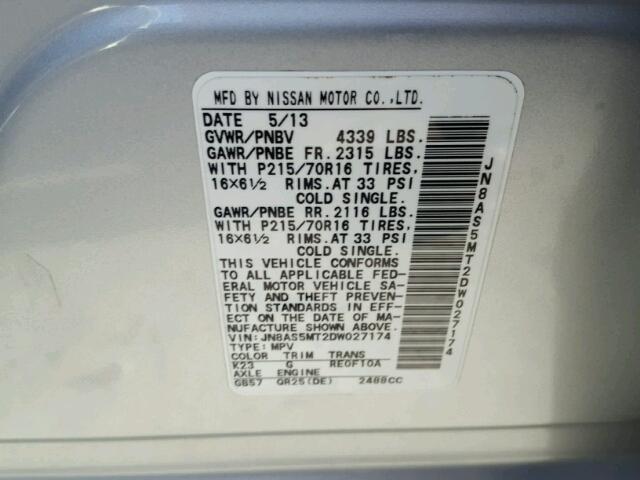 MFD BY NISSAN MOTOR CO.,LTD.
DATE 5/13
GVWR/PNBV 4339 LBS.
GAWR/PNBE FR.2315 LBS.
WITH P215/70R16 TIRES,
16×6½ RIMS.AT 33 PSI
COLD SINGLE.
GAWR/PNBE RR.2116 LBS.
WITH P215/70R16 TIRES,
16×6½ RIMS.AT 33 PSI
COLD SINGLE.
THIS VEHICLE CONFORMS
TO ALL APPLICABLE FED-
ERAL MOTOR VEHICLE SA-
FETY AND THEFT PREVEN-
TION STANDARDS IN EFF-
ECT ON THE DATE OF MA-
NUFACTURE SHOWN ABOVE.
VIN:JN8AS5MT2DW027174
TYPE:MPV
COLOR TRIM TRANS
K23 G RE0F10A
AXLE ENGINE
GB57 QR25(DE) 2488CC
JN8AS5MT2DW027174